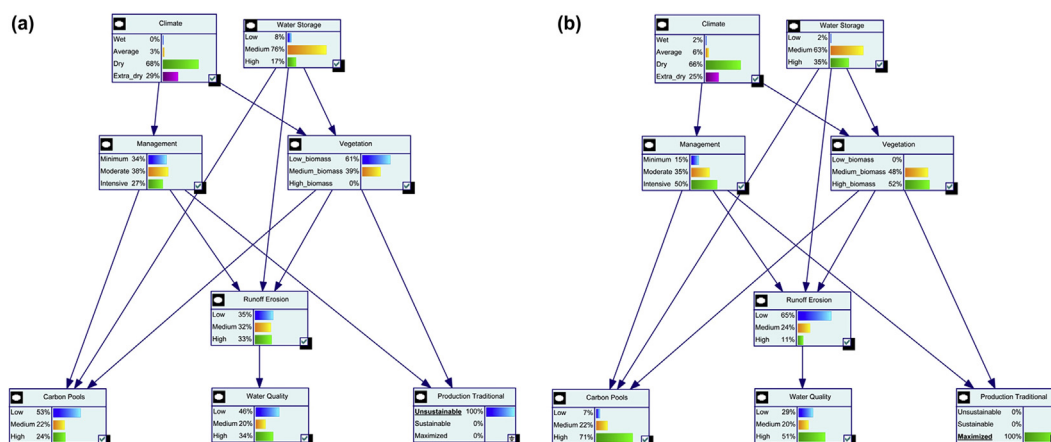 (a)
Climate
Wet 0%
Average 3%
Dry 68%
Extra_dry 29%
Water Storage
Low 8%
Medium 76%
High 17%
Management
Minimum 34%
Moderate 38%
Intensive 27%
Vegetation
Low_biomass 61%
Medium_biomass 39%
High_biomass 0%
Runoff Erosion
Low 35%
Medium 32%
High 33%
Carbon Pools
Low 53%
Medium 22%
High 24%
Water Quality
Low 46%
Medium 20%
High 34%
Production Traditional
Unsustainable 100%
Sustainable 0%
Maximized 0%
(b)
Climate
Wet 2%
Average 6%
Dry 66%
Extra_dry 25%
Water Storage
Low 2%
Medium 63%
High 35%
Management
Minimum 15%
Moderate 35%
Intensive 50%
Vegetation
Low_biomass 0%
Medium_biomass 48%
High_biomass 52%
Runoff Erosion
Low 65%
Medium 24%
High 11%
Carbon Pools
Low 7%
Medium 22%
High 71%
Water Quality
Low 29%
Medium 20%
High 51%
Production Traditional
Unsustainable 0%
Sustainable 0%
Maximized 100%